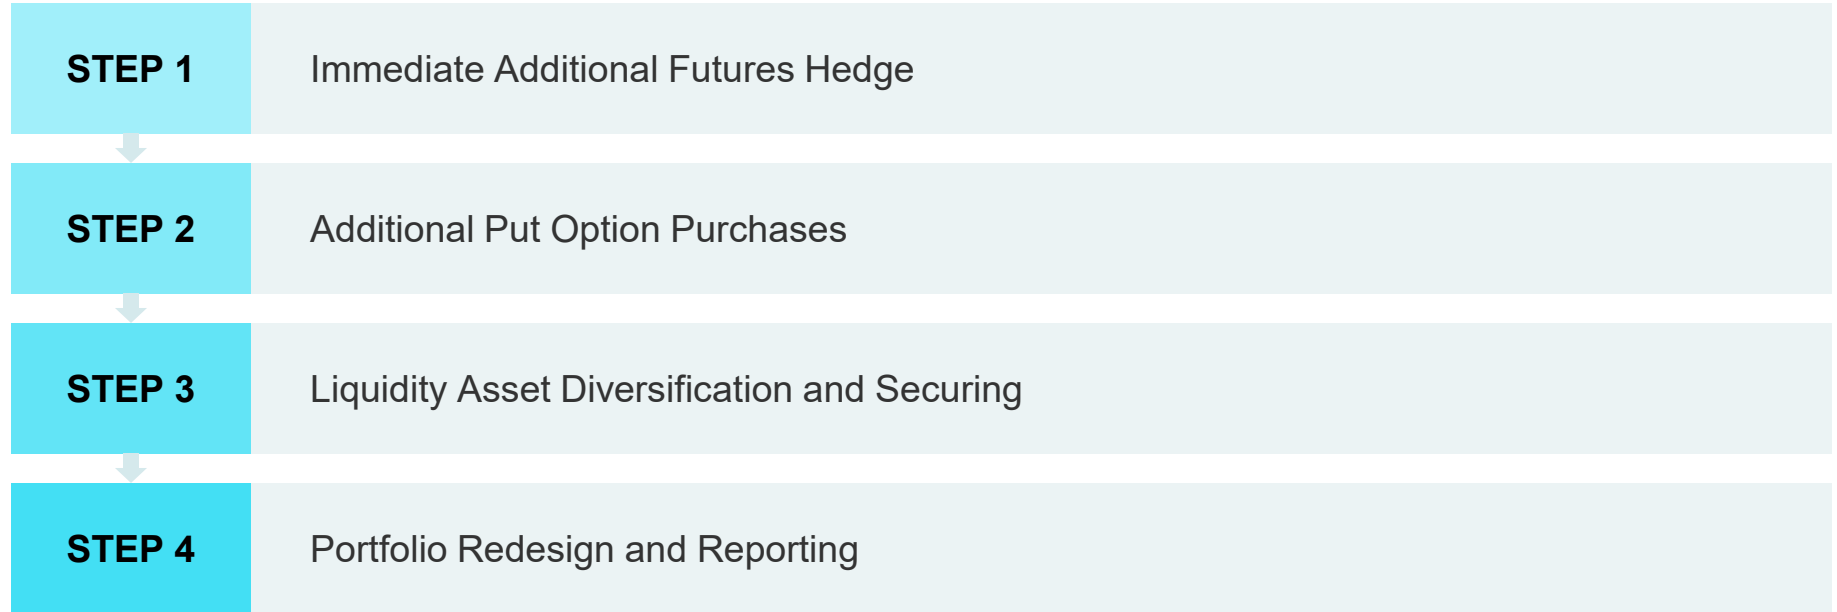 STEP 1
Immediate Additional Futures Hedge
STEP 2
Additional Put Option Purchases
STEP 3
Liquidity Asset Diversification and Securing
STEP 4
Portfolio Redesign and Reporting